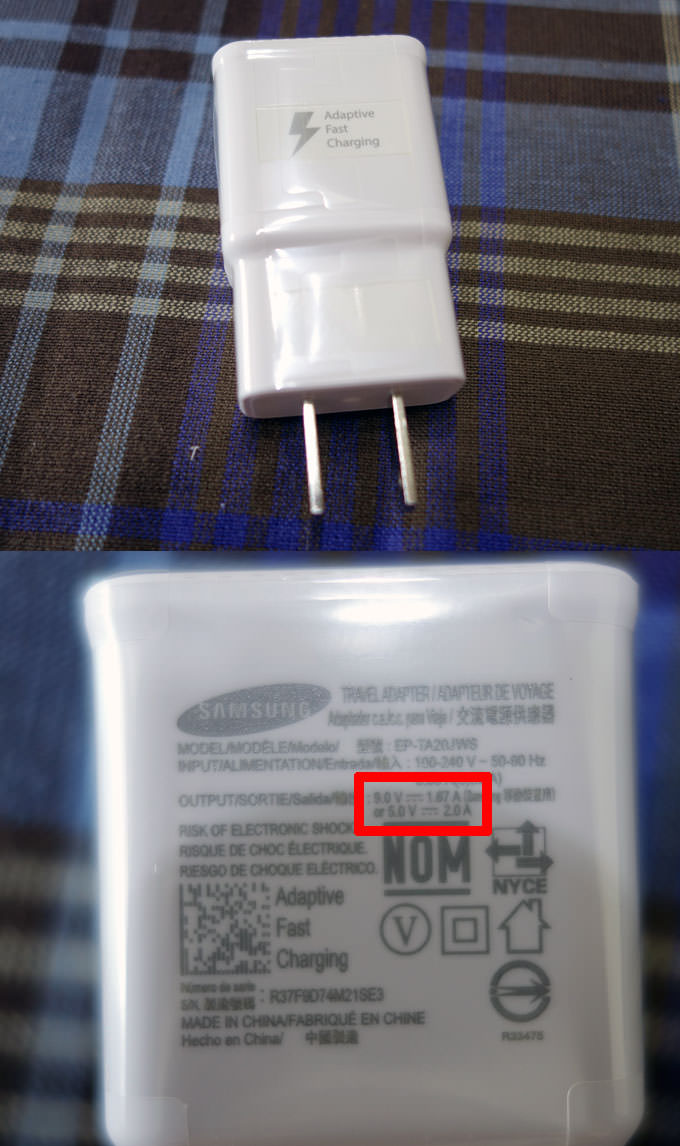 Adaptive
Fast
Charging
SAMSUNG
TRAVEL ADAPTER / ADAPTEUR DE VOYAGE
Adaptador c.a./c.c. para Viaje / 交流電源供應器
MODEL/MODÈLE/Modelo/ 型號 : EP-TA20JWS
INPUT/ALIMENTATION/Entrada/輸入 : 100-240 V ~ 50-60 Hz
A)
OUTPUT/SORTIE/Salida/輸出 : 9.0 V 1.67 A
or 5.0 V 2.0 A
RISK OF ELECTRONIC SHOCK.
RISQUE DE CHOC ÉLECTRIQUE.
RIESGO DE CHOQUE ELÉCTRICO.
NOM
NYCE
Adaptive
Fast
Charging
V
Número de serie
S/N, 製造號碼 : R37F9D74M21SE3
MADE IN CHINA/FABRIQUÉ EN CHINE
Hecho en China/ 中國製造
R33475